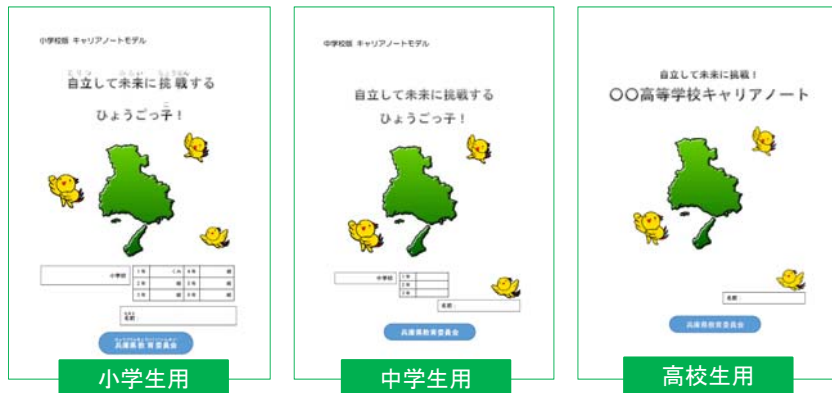 小学校版 キャリアノートモデル
自立して未来に挑戦する
ひょうごっ子！
小学校
1年 くみ 4年 組
2年 組 5年 組
3年 組 6年 組
名前：
兵庫県教育委員会
小学生用
中学校版 キャリアノートモデル
自立して未来に挑戦する
ひょうごっ子！
中学校
1年
2年
3年
名前：
兵庫県教育委員会
中学生用
自立して未来に挑戦！
〇〇高等学校キャリアノート
名前：
兵庫県教育委員会
高校生用